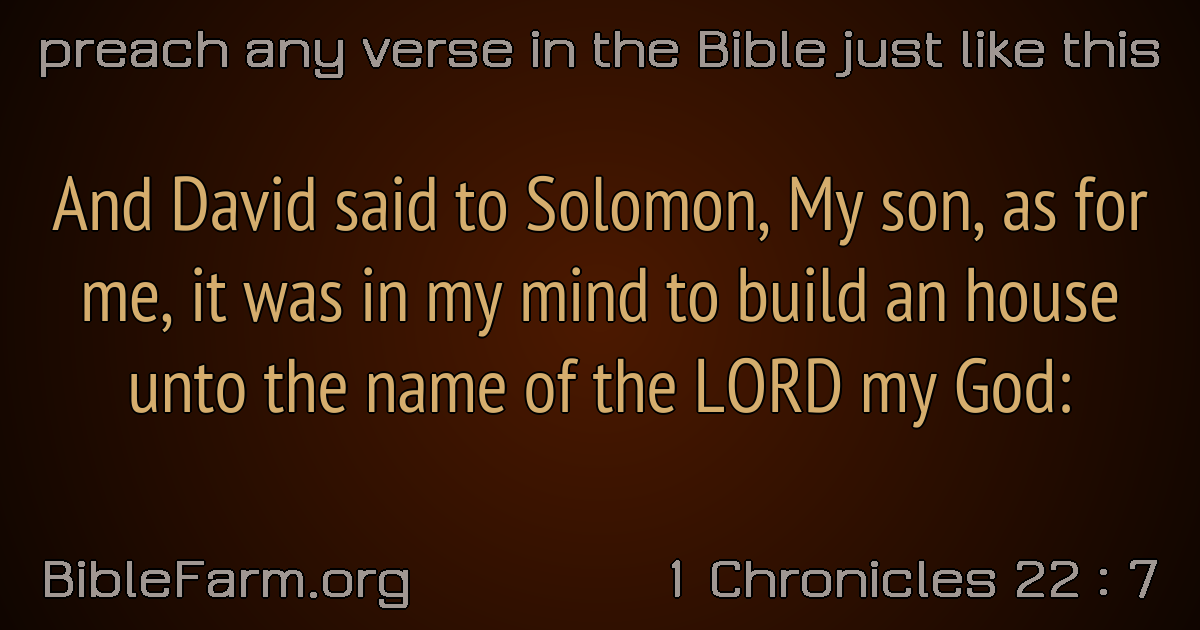 preach any verse in the Bible just like this
And David said to Solomon, My son, as for
me, it was in my mind to build an house
unto the name of the LORD my God:
BibleFarm.org
1 Chronicles 22 : 7